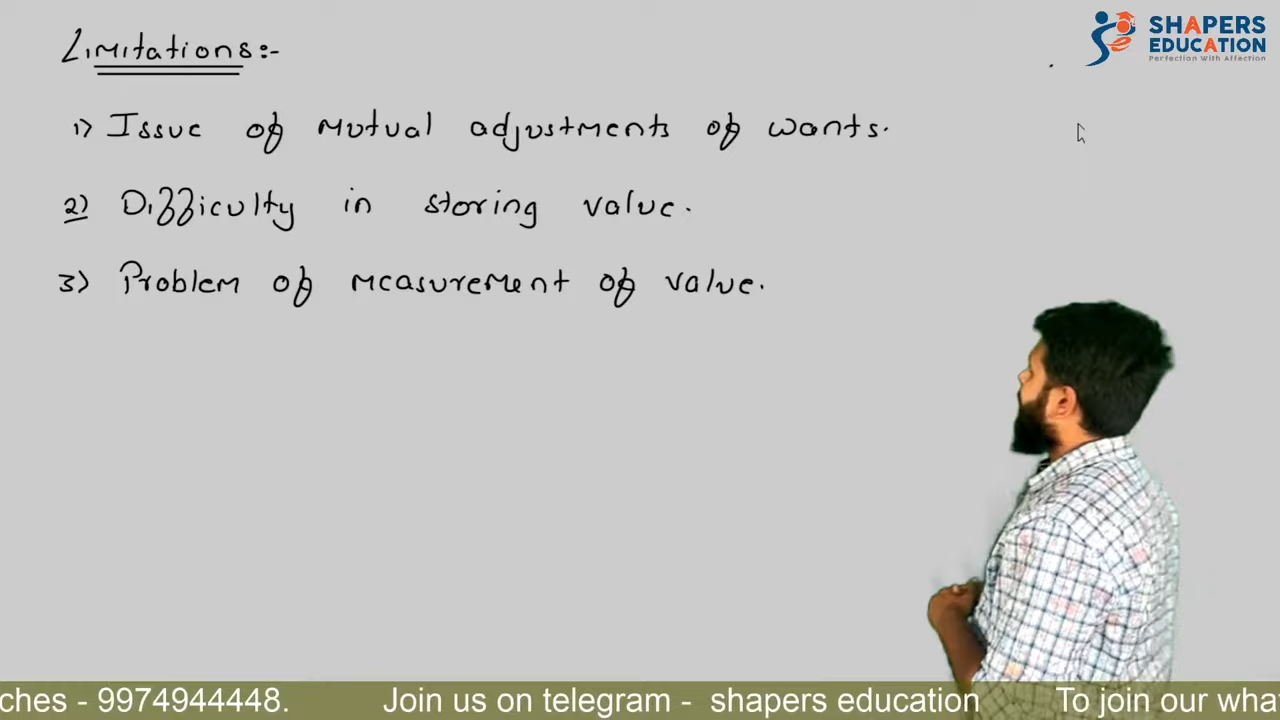 Limitations:-
SHAPERS
EDUCATION
Perfection With Affection
1) Issue of Mutual adjustments of wants.
2) Difficulty in storing value.
3) Problem of measurement of value.
ches - 9974944448. Join us on telegram - shapers education To join our wha